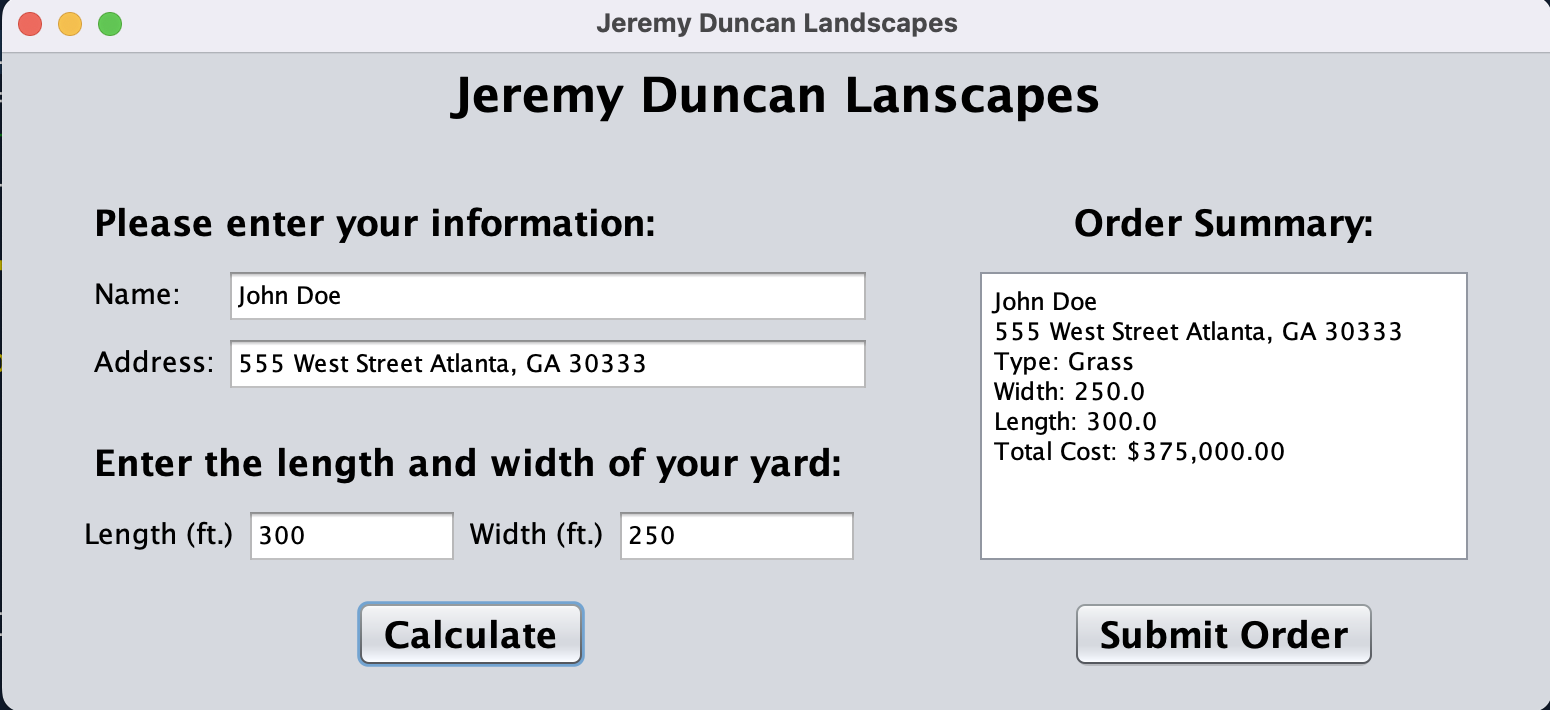 Jeremy Duncan Landscapes
Jeremy Duncan Lanscapes
Please enter your information:
Name: John Doe
Address: 555 West Street Atlanta, GA 30333
Enter the length and width of your yard:
Length (ft.) 300 Width (ft.) 250
Calculate
Order Summary:
John Doe
555 West Street Atlanta, GA 30333
Type: Grass
Width: 250.0
Length: 300.0
Total Cost: $375,000.00
Submit Order